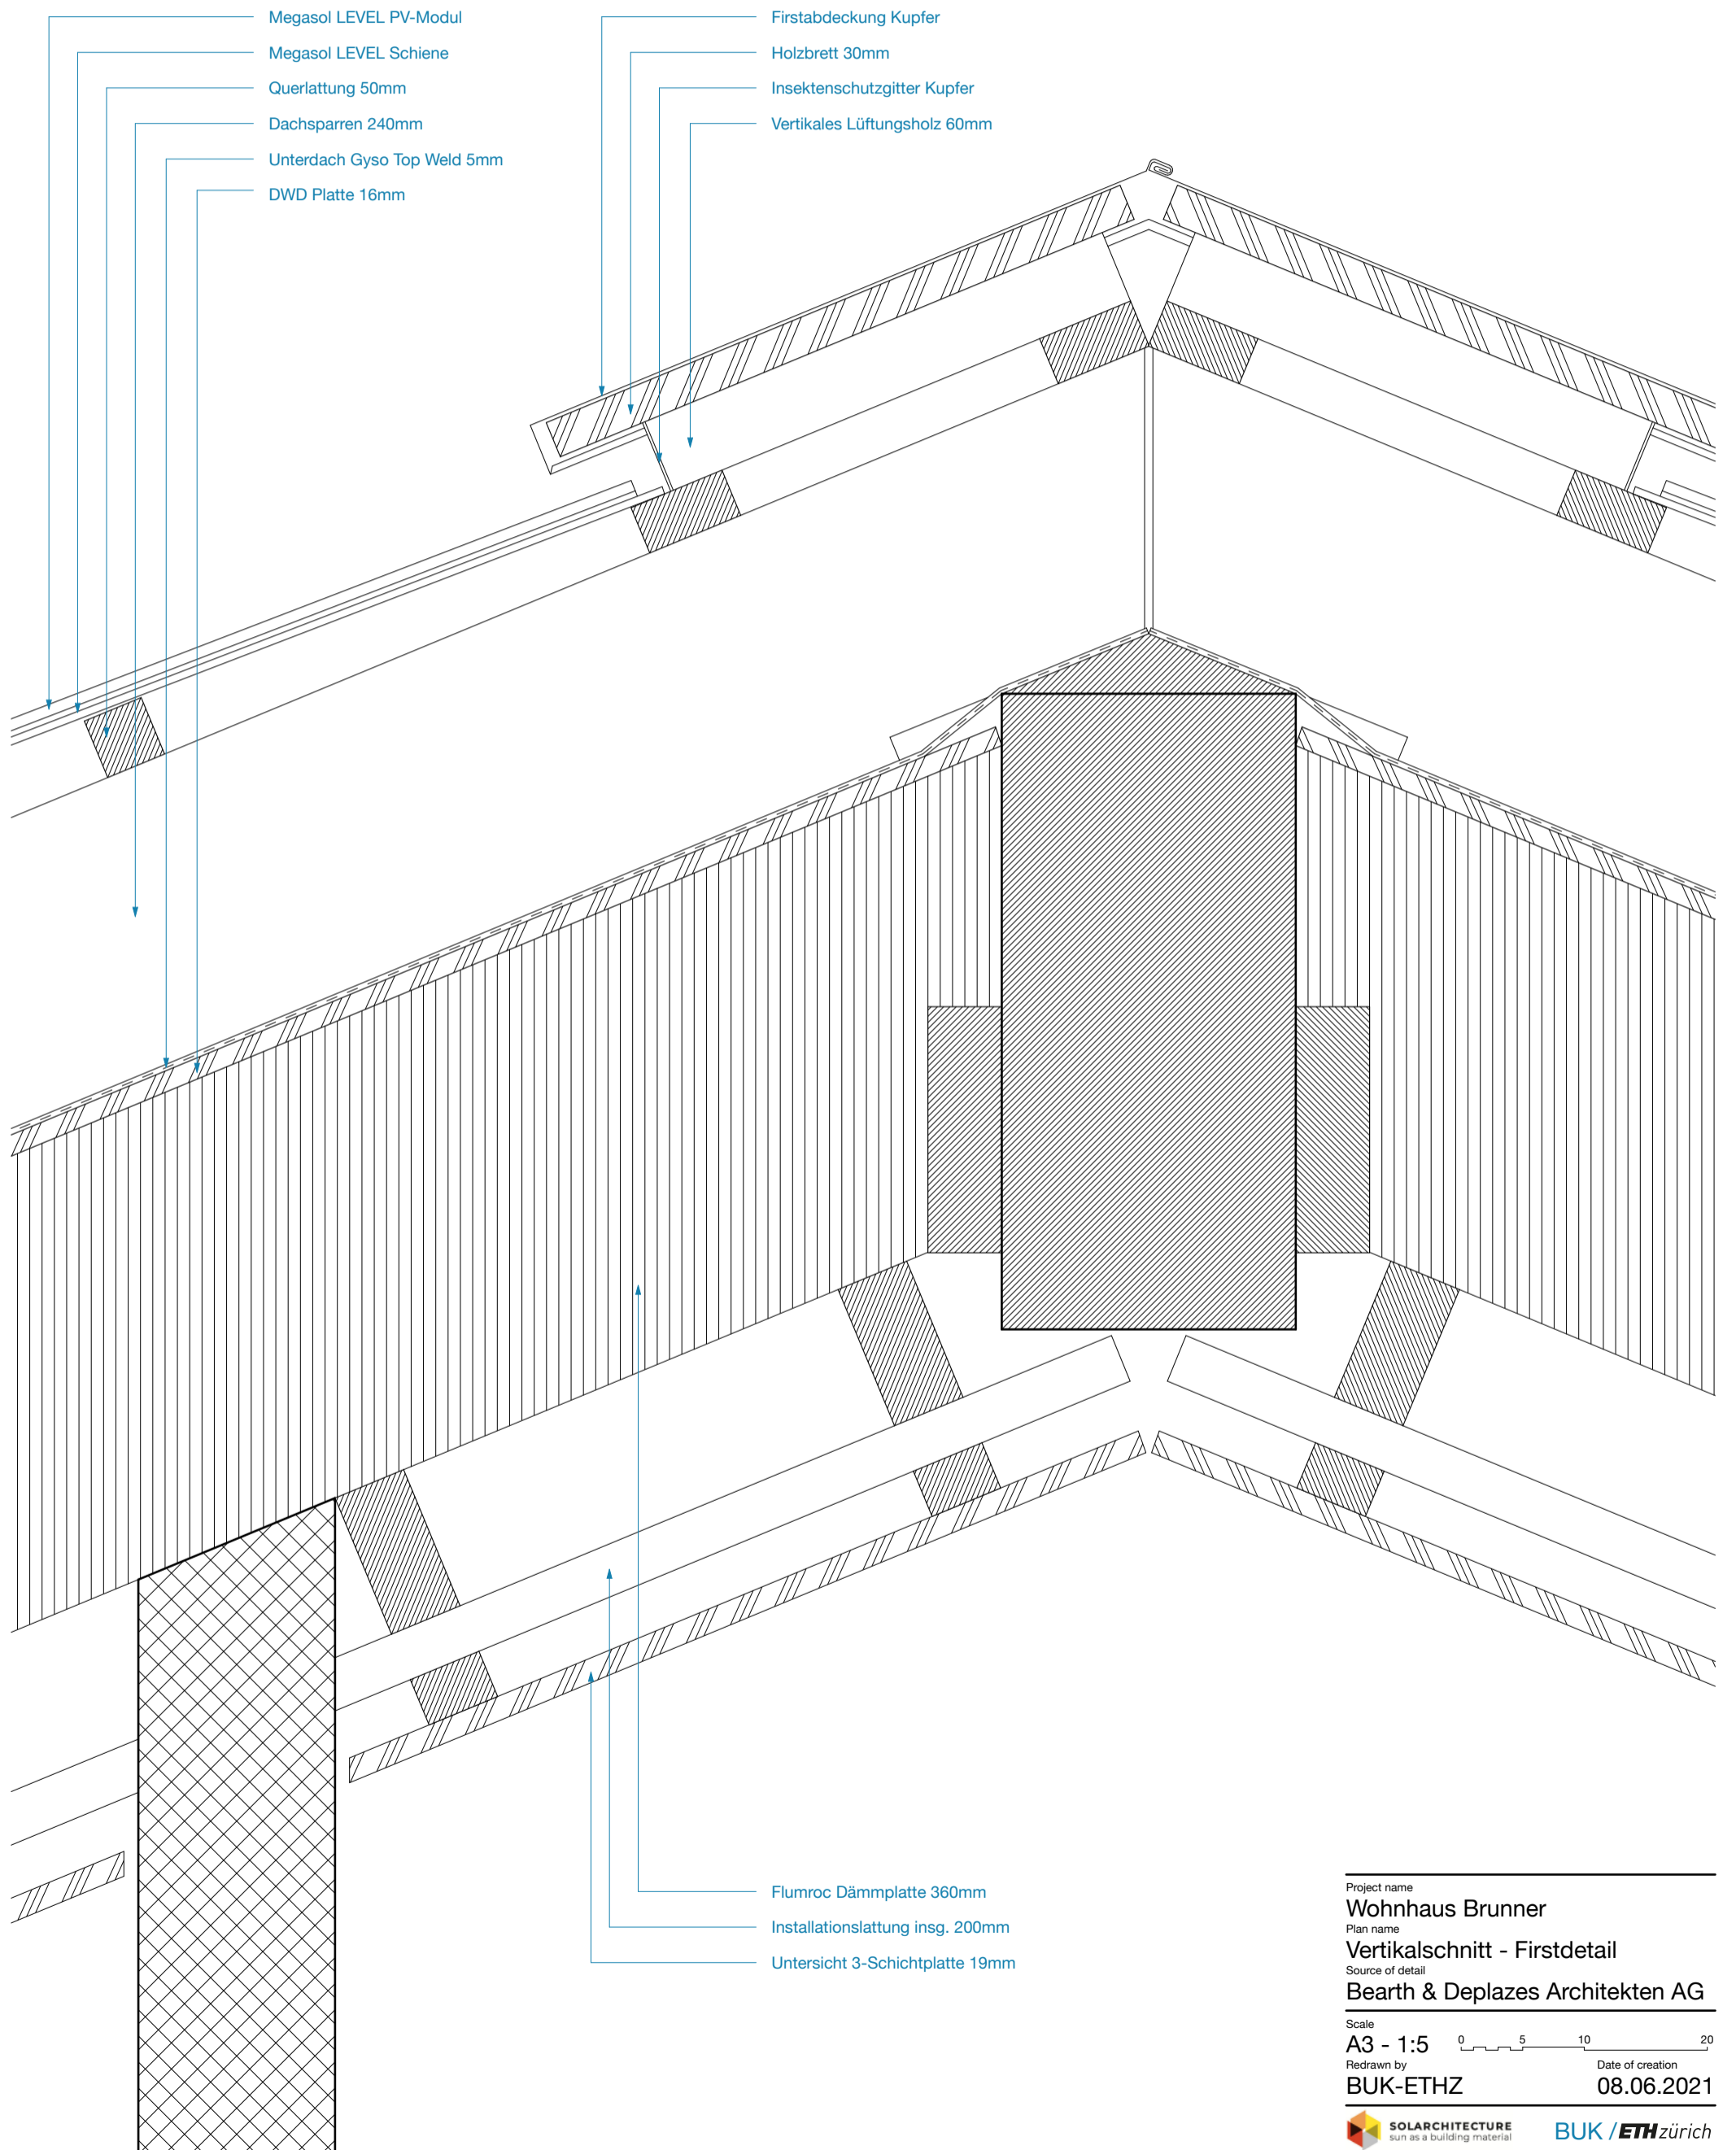 Megasol LEVEL PV-Modul
Megasol LEVEL Schiene
Querlattung 50mm
Dachsparren 240mm
Unterdach Gyso Top Weld 5mm
DWD Platte 16mm
Firstabdeckung Kupfer
Holzbrett 30mm
Insektenschutzgitter Kupfer
Vertikales Lüftungsholz 60mm
Flumroc Dämmplatte 360mm
Installationslattung insg. 200mm
Untersicht 3-Schichtplatte 19mm
Project name
Wohnhaus Brunner
Plan name
Vertikalschnitt - Firstdetail
Source of detail
Bearth & Deplazes Architekten AG
Scale
A3 - 1:5
0 5 10 20
Redrawn by
BUK-ETHZ
Date of creation
08.06.2021
SOLARCHITECTURE
sun as a building material
BUK / ETH zürich